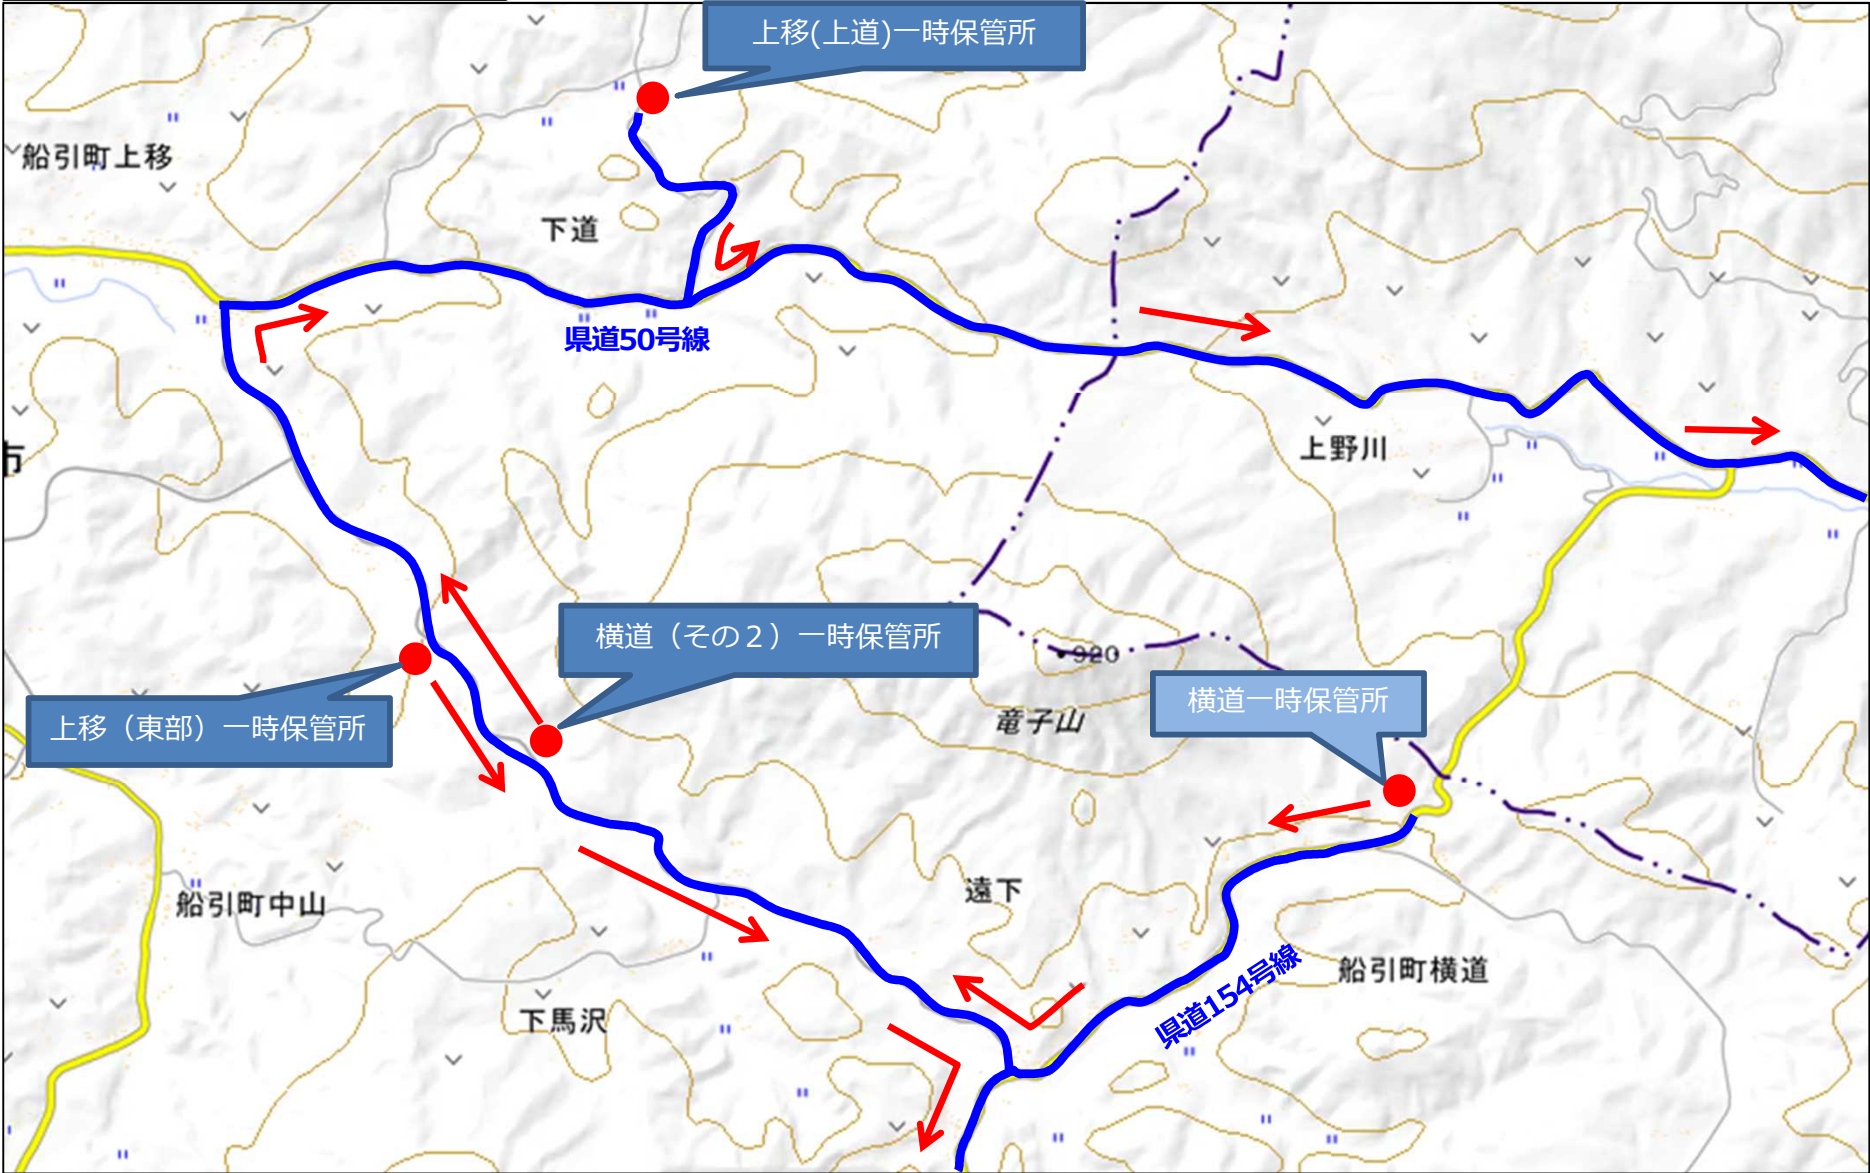 上移(上道)一時保管所
船引町上移
下道
県道50号線
上野川
市
横道（その２）一時保管所
920
横道一時保管所
竜子山
上移（東部）一時保管所
遠下
船引町中山
県道154号線
船引町横道
下馬沢